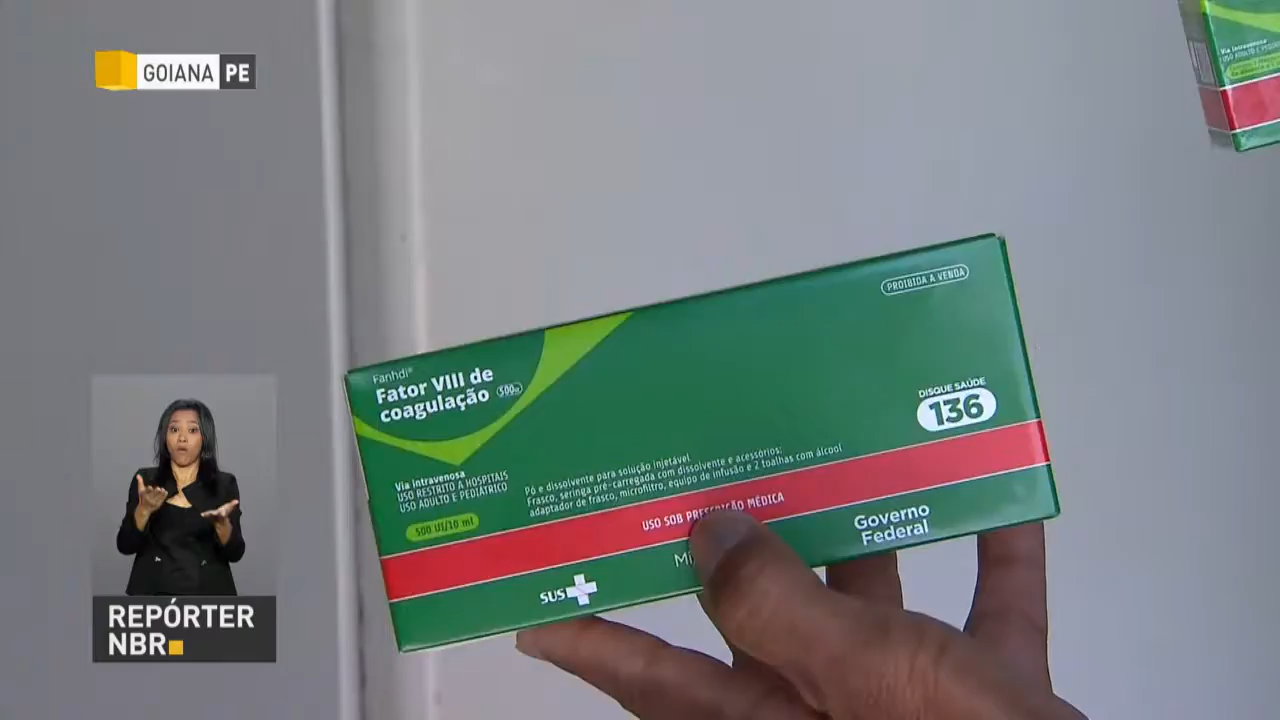 GOIANA PE
PROIBIDA A VENDA
Fanhdi®
Fator VIII de
coagulação 500UI
DISQUE SAÚDE
136
Via intravenosa
USO RESTRITO A HOSPITAIS
USO ADULTO E PEDIÁTRICO
500 UI/10 ml
Pó e dissolvente para solução injetável
Frasco, seringa pré-carregada com dissolvente e acessórios:
adaptador de frasco, microfiltro, equipo de infusão e 2 toalhas com álcool
USO SOB PRESCRIÇÃO MÉDICA
SUS
Governo
Federal
Via intravenosa
REPÓRTER
NBR